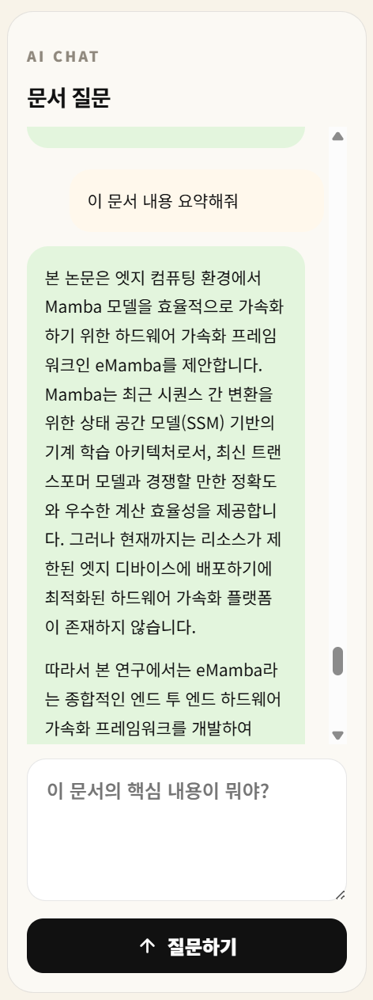 AI CHAT
문서 질문
이 문서 내용 요약해줘
본 논문은 엣지 컴퓨팅 환경에서
Mamba 모델을 효율적으로 가속화
하기 위한 하드웨어 가속화 프레임
워크인 eMamba를 제안합니다.
Mamba는 최근 시퀀스 간 변환을
위한 상태 공간 모델(SSM) 기반의
기계 학습 아키텍처로서, 최신 트랜
스포머 모델과 경쟁할 만한 정확도
와 우수한 계산 효율성을 제공합니
다. 그러나 현재까지는 리소스가 제
한된 엣지 디바이스에 배포하기에
최적화된 하드웨어 가속화 플랫폼
이 존재하지 않습니다.
따라서 본 연구에서는 eMamba라
는 종합적인 엔드 투 엔드 하드웨어
가속화 프레임워크를 개발하여
이 문서의 핵심 내용이 뭐야?
↑ 질문하기